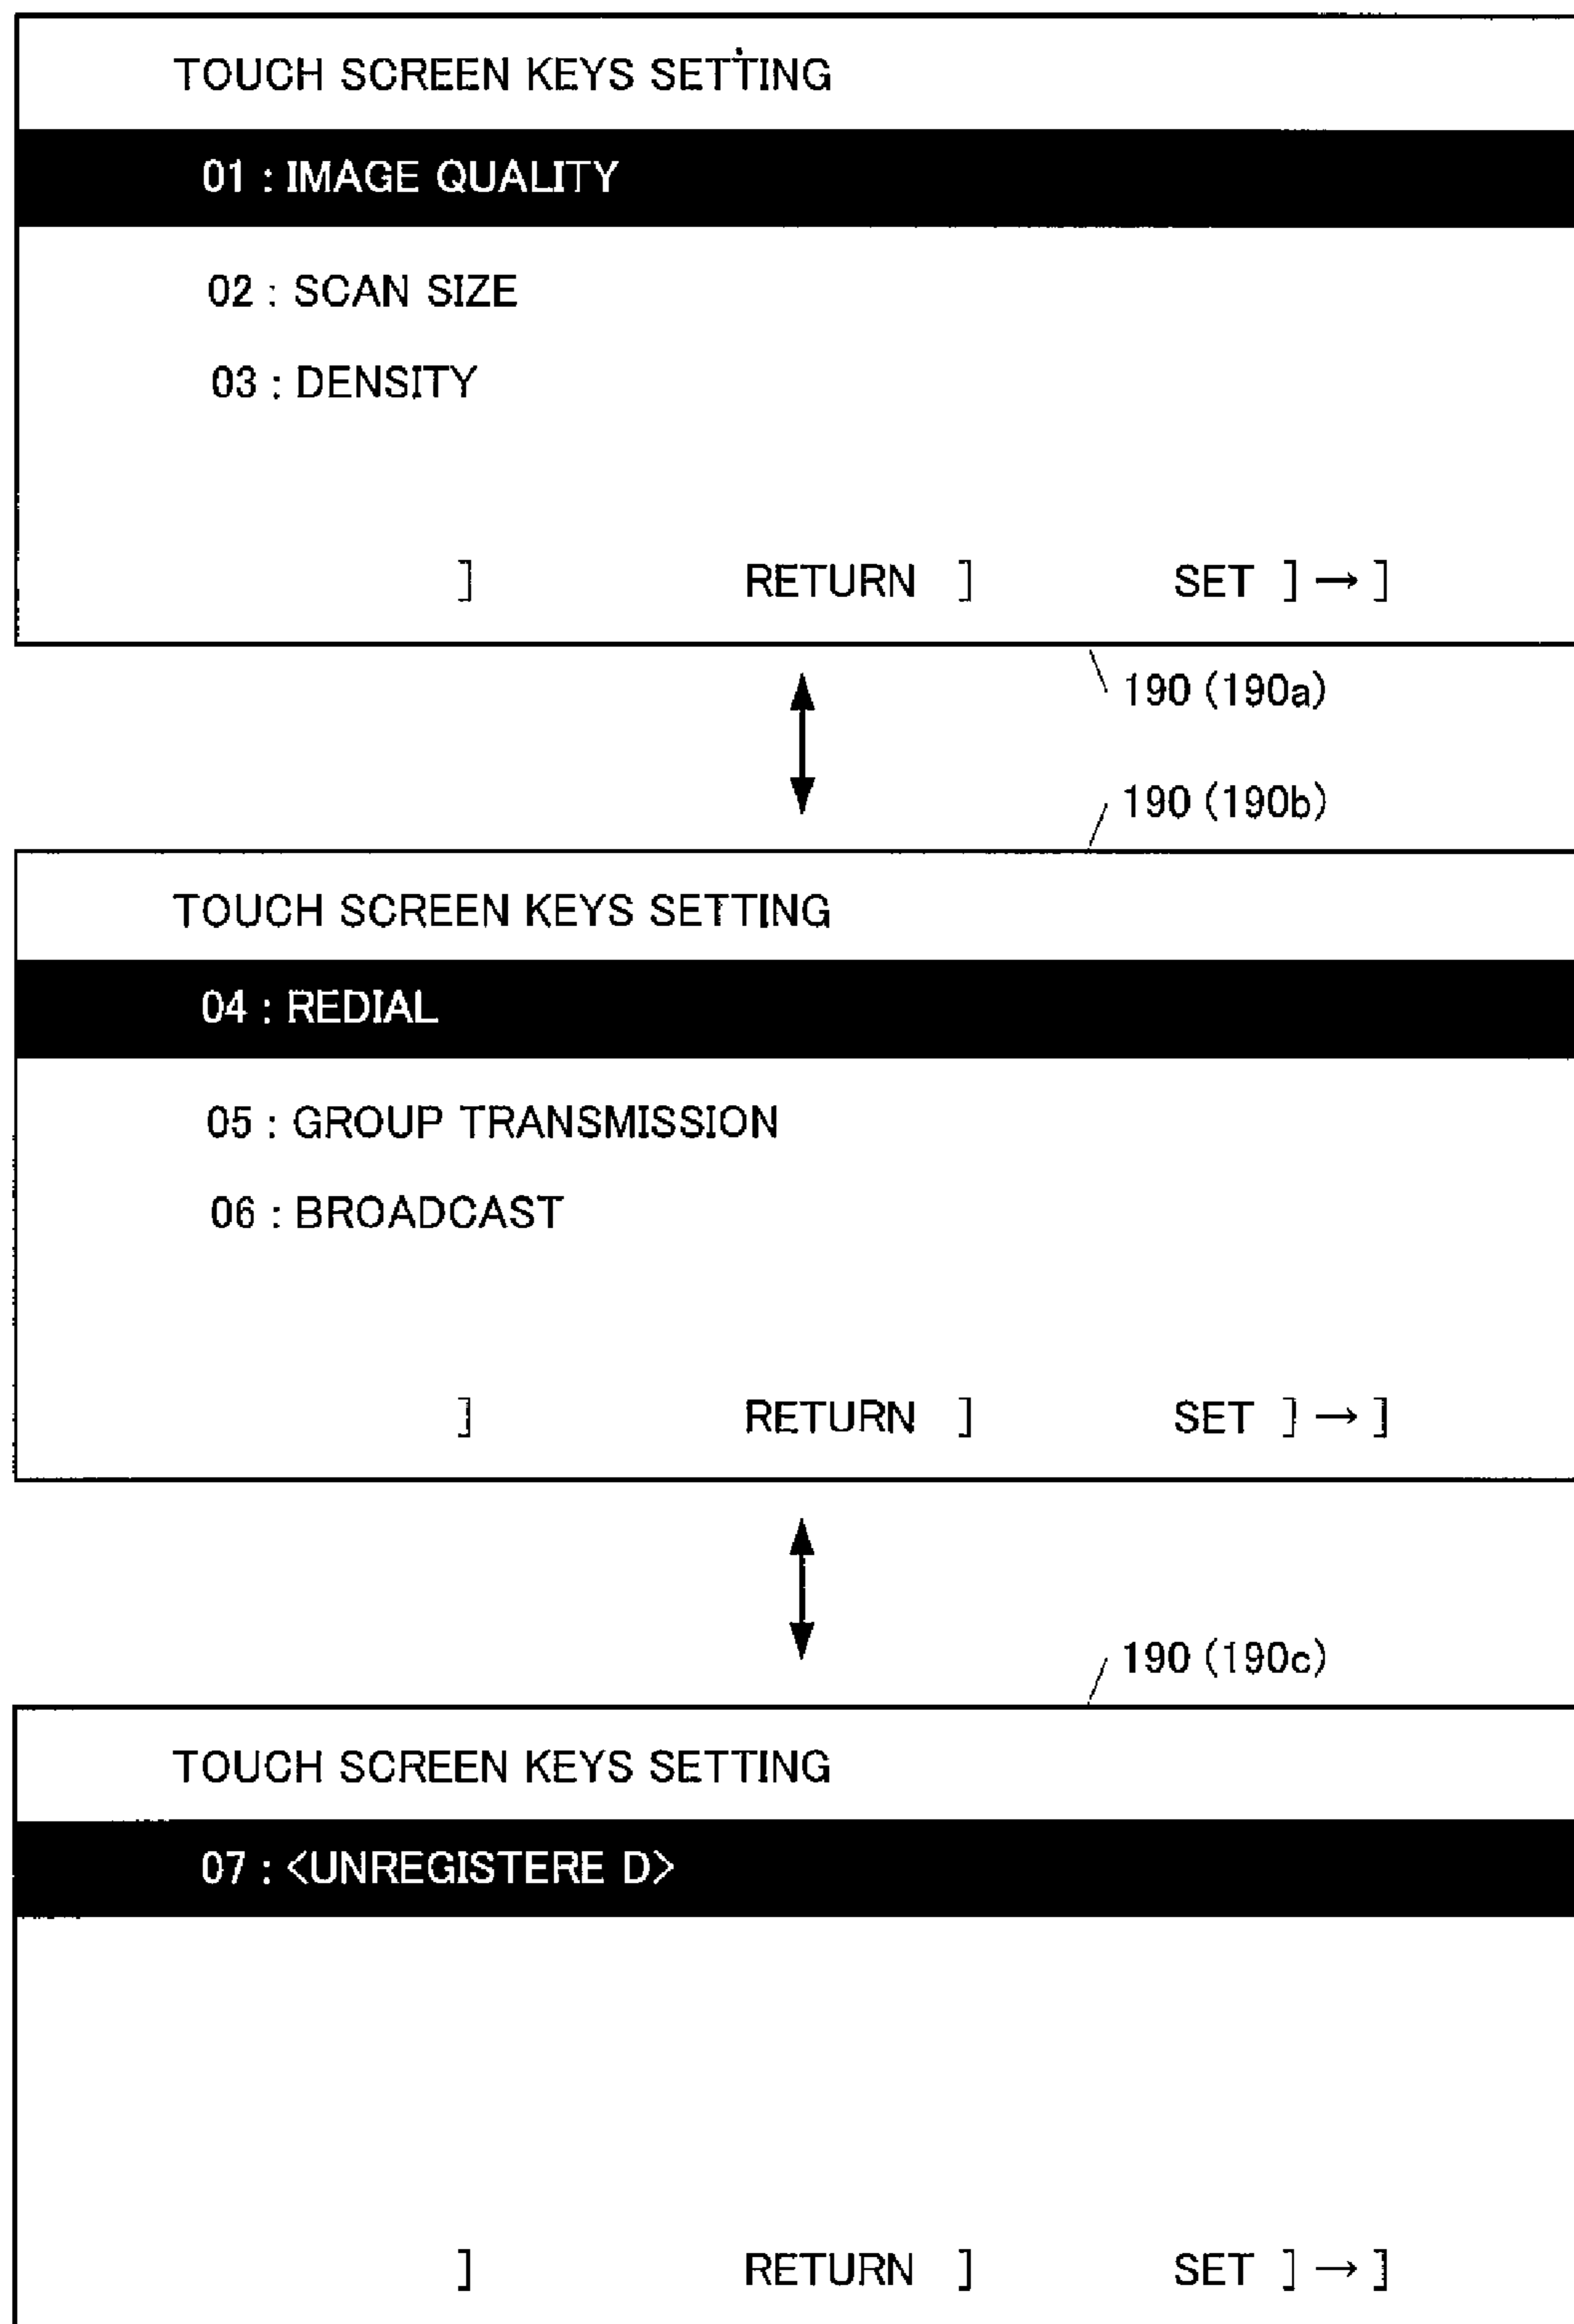 TOUCH SCREEN KEYS SETTING
01 : IMAGE QUALITY
02 : SCAN SIZE
03 : DENSITY
] RETURN ] SET ] → ]
190 (190a)
190 (190b)
TOUCH SCREEN KEYS SETTING
04 : REDIAL
05 : GROUP TRANSMISSION
06 : BROADCAST
] RETURN ] SET ] → ]
190 (190c)
TOUCH SCREEN KEYS SETTING
07 : <UNREGISTERE D>
] RETURN ] SET ] → ]